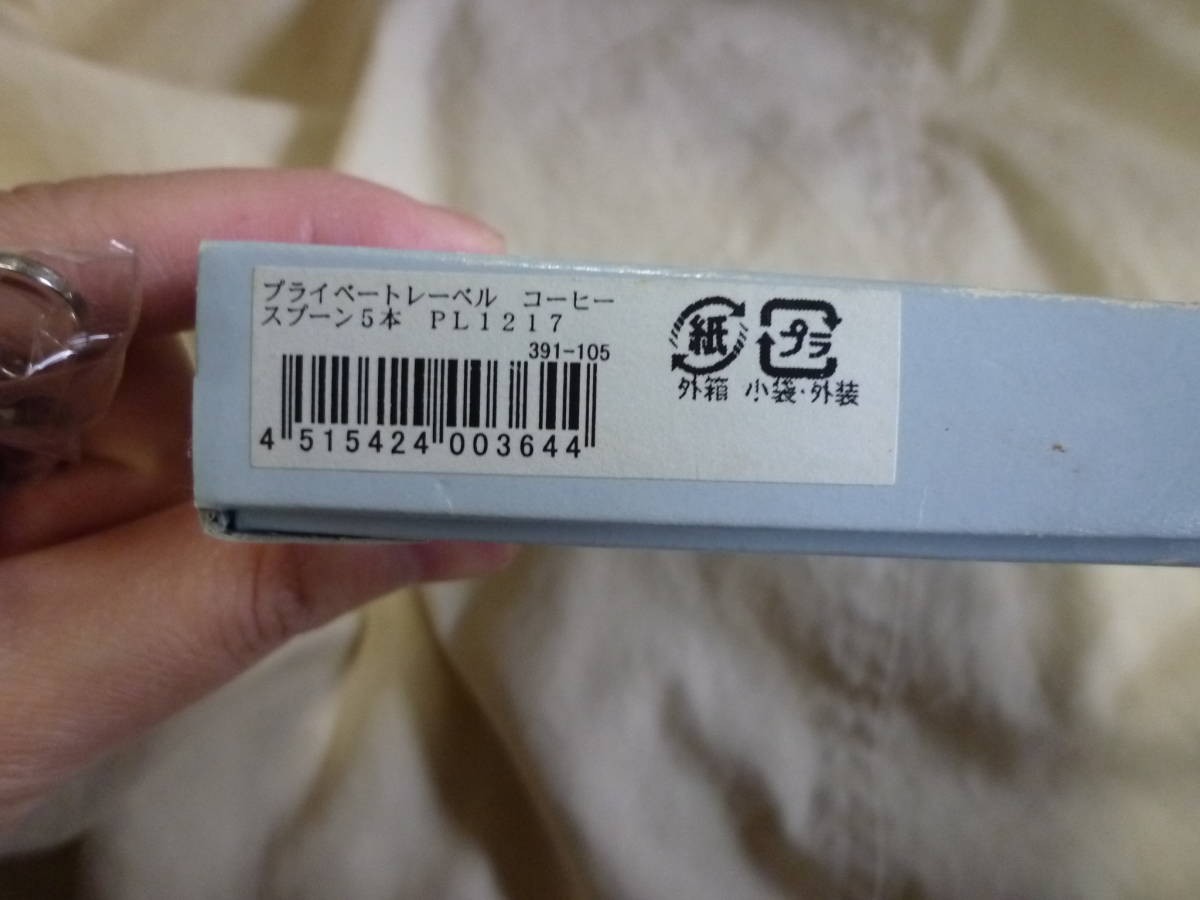 プライベートレーベル　コーヒー
スプーン５本　ＰＬ１２１７
391-105
4 515424 003644
紙 プラ
外箱 小袋・外装